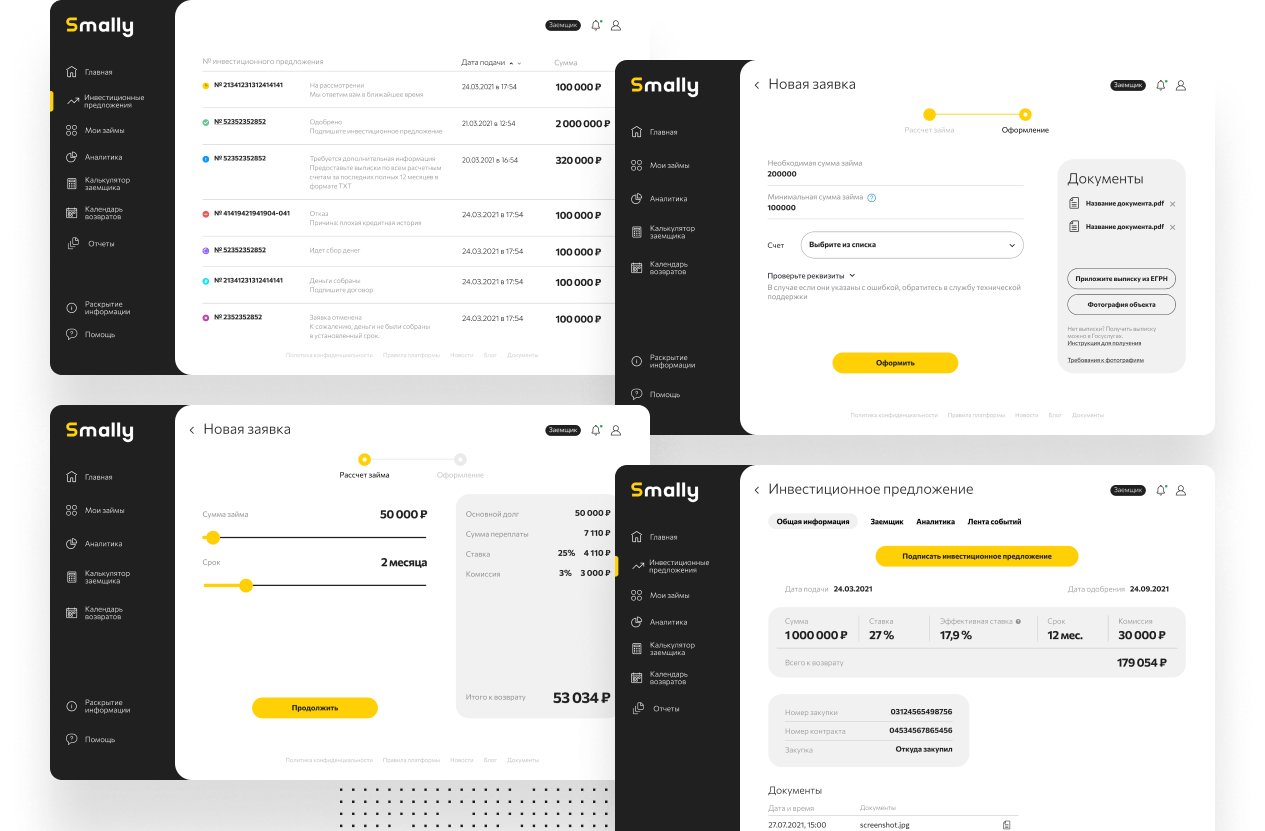 Smally
Заемщик
Главная
Инвестиционные
предложения
Мои займы
Аналитика
Калькулятор
заемщика
Календарь
возвратов
Отчеты
Раскрытие
информации
Помощь
№ инвестиционного предложения
Дата подачи
Сумма
№ 21341231312414141
На рассмотрении
Мы ответим вам в ближайшее время
24.03.2021 в 17:54
100 000 ₽
№ 52352352852
Одобрено
Подпишите инвестиционное предложение
21.03.2021 в 12:54
2 000 000 ₽
№ 52352352852
Требуется дополнительная информация
Предоставьте выписки по всем расчетным
счетам за последних полных 12 месяцев в
формате TXT
20.03.2021 в 16:54
320 000 ₽
№ 41419421941904-041
Отказ
Причина: плохая кредитная история
24.03.2021 в 17:54
100 000 ₽
№ 52352352852
Идет сбор денег
24.03.2021 в 17:54
100 000 ₽
№ 21341231312414141
Деньги собраны
Подпишите договор
24.03.2021 в 17:54
100 000 ₽
№ 2352352852
Заявка отменена
К сожалению, деньги не были собраны
в установленный срок.
24.03.2021 в 17:54
100 000 ₽
Политика конфиденциальности Правила платформы Новости Блог Документы
Smally
Главная
Мои займы
Аналитика
Калькулятор
заемщика
Календарь
возвратов
Раскрытие
информации
Помощь
Новая заявка
Заемщик
Рассчет займа
Оформление
Необходимая сумма займа
200000
Минимальная сумма займа ?
100000
Счет
Выбрите из списка
Проверьте реквизиты
В случае если они указаны с ошибкой, обратитесь в службу технической
поддержки
Оформить
Документы
Название документа.pdf
Название документа.pdf
Приложите выписку из ЕГРН
Фотография объекта
Нет выписки? Получить выписку
можно в Госуслугах.
Инструкция для получения
Требования к фотографиям
Политика конфиденциальности Правила платформы Новости Блог Документы
Smally
Главная
Мои займы
Аналитика
Калькулятор
заемщика
Календарь
возвратов
Раскрытие
информации
Помощь
Новая заявка
Заемщик
Рассчет займа
Оформление
Сумма займа
50 000 ₽
Срок
2 месяца
Продолжить
Основной долг
50 000 ₽
Сумма переплаты
7 110 ₽
Ставка
25% 4 110 ₽
Комиссия
3% 3 000 ₽
Итого к возврату
53 034 ₽
Политика конфиденциальности Правила платформы Новости Блог Документы
Smally
Главная
Инвестиционные
предложения
Мои займы
Аналитика
Калькулятор
заемщика
Календарь
возвратов
Отчеты
Инвестиционное предложение
Заемщик
Общая информация Заемщик Аналитика Лента событий
Подписать инвестиционное предложение
Дата подачи 24.03.2021
Дата одобрения 24.09.2021
Сумма
1 000 000 ₽
Ставка
27 %
Эффективная ставка
17,9 %
Срок
12 мес.
Комиссия
30 000 ₽
Всего к возврату
179 054 ₽
Номер закупки
03124565498756
Номер контракта
04534567865456
Закупка
Откуда закупил
Документы
Дата и время
Документы
27.07.2021, 15:00
screenshot.jpg